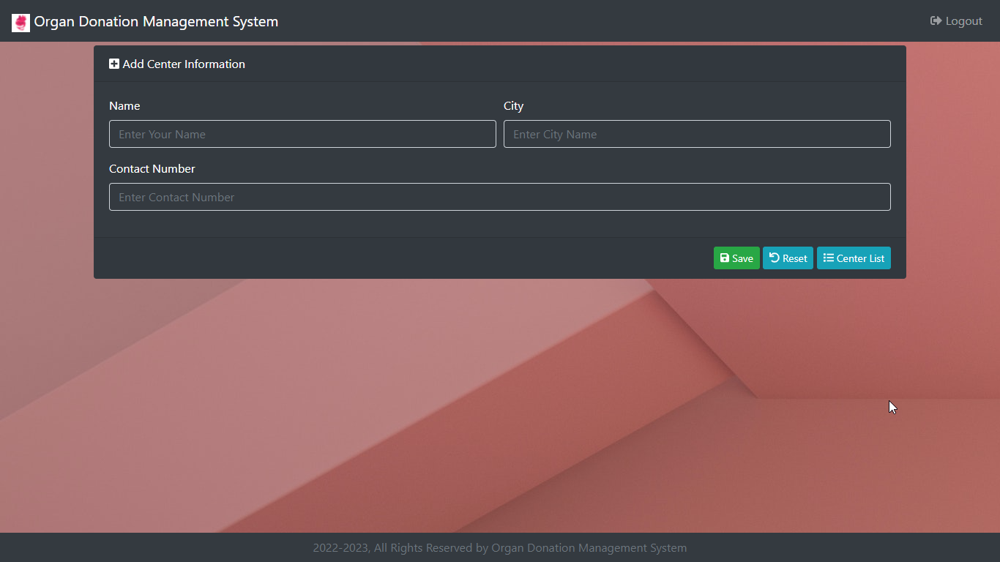 Organ Donation Management System
Logout
Add Center Information
Name
City
Enter Your Name
Enter City Name
Contact Number
Enter Contact Number
Save
Reset
Center List
2022-2023, All Rights Reserved by Organ Donation Management System